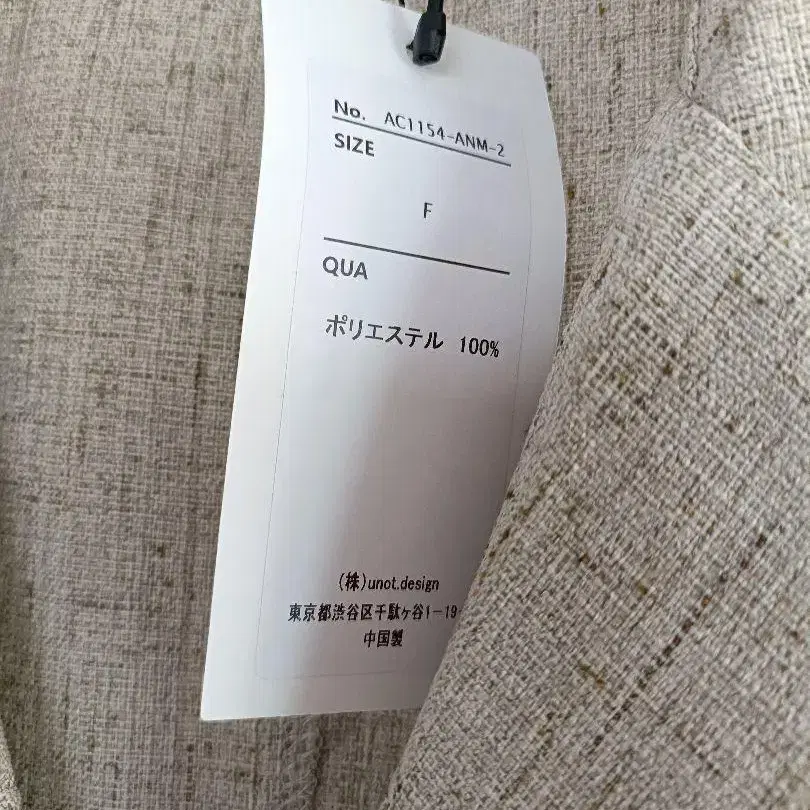 No. AC1154-ANM-2
SIZE
F
QUA
ポリエステル 100%
(株)unot.design
東京都渋谷区千駄ヶ谷1-19-
中国製